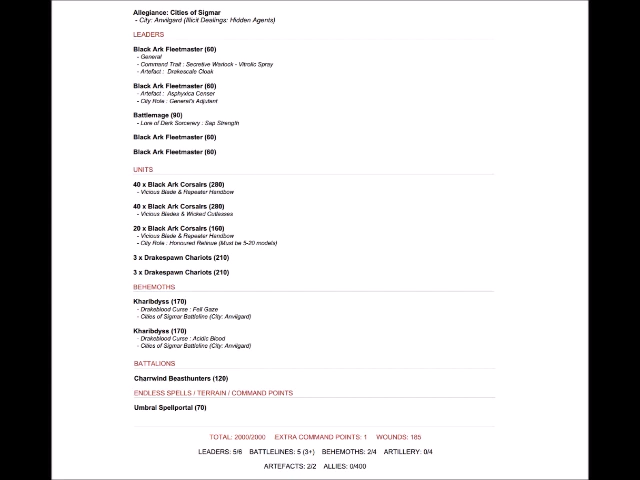 Allegiance: Cities of Sigmar
- City: Anvilgard (Illicit Dealings: Hidden Agents)
LEADERS
Black Ark Fleetmaster (60)
- General
- Command Trait : Secretive Warlock - Vitrolic Spray
- Artefact : Drakescale Cloak
Black Ark Fleetmaster (60)
- Artefact : Asphyxica Censer
- City Role : General's Adjutant
Battlemage (90)
- Lore of Dark Sorcery : Sap Strength
Black Ark Fleetmaster (60)
Black Ark Fleetmaster (60)
UNITS
40 x Black Ark Corsairs (280)
- Vicious Blade & Repeater Handbow
40 x Black Ark Corsairs (280)
- Vicious Blades & Wicked Cutlasses
20 x Black Ark Corsairs (160)
- Vicious Blade & Repeater Handbow
- City Role : Honoured Retinue (Must be 5-20 models)
3 x Drakespawn Chariots (210)
3 x Drakespawn Chariots (210)
BEHEMOTHS
Kharibdyss (170)
- Drakeblood Curse : Fell Gaze
- Cities of Sigmar Battleline (City: Anvilgard)
Kharibdyss (170)
- Drakeblood Curse : Acidic Blood
- Cities of Sigmar Battleline (City: Anvilgard)
BATTALIONS
Charrwind Beasthunters (120)
ENDLESS SPELLS / TERRAIN / COMMAND POINTS
Umbral Spellportal (70)
TOTAL: 2000/2000 EXTRA COMMAND POINTS: 1 WOUNDS: 185
LEADERS: 5/6 BATTLELINES: 5 (3+) BEHEMOTHS: 2/4 ARTILLERY: 0/4
ARTEFACTS: 2/2 ALLIES: 0/400